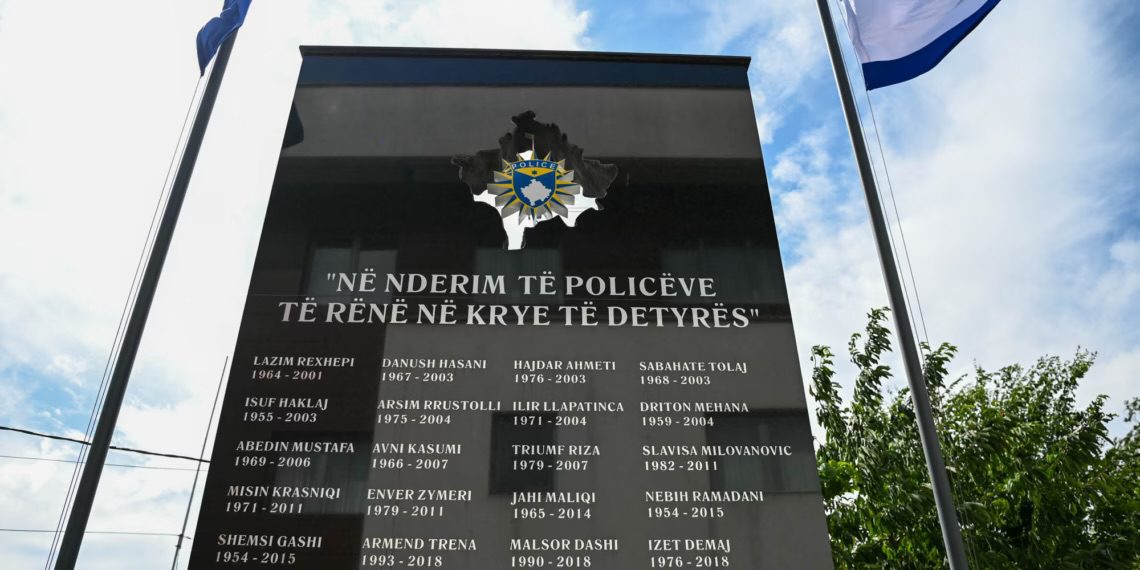 POLICE
"NË NDERIM TË POLICËVE
TË RËNË NË KRYE TË DETYRËS"
LAZIM REXHEPI
1964 - 2001
DANUSH HASANI
1967 - 2003
HAJDAR AHMETI
1976 - 2003
SABAHATE TOLAJ
1968 - 2003
ISUF HAKLAJ
1955 - 2003
ARSIM RRUSTOLLI
1975 - 2004
ILIR LLAPATINCA
1971 - 2004
DRITON MEHANA
1959 - 2004
ABEDIN MUSTAFA
1969 - 2006
AVNI KASUMI
1966 - 2007
TRIUMF RIZA
1979 - 2007
SLAVISA MILOVANOVIC
1982 - 2011
MISIN KRASNIQI
1971 - 2011
ENVER ZYMERI
1979 - 2011
JAHI MALIQI
1965 - 2014
NEBIH RAMADANI
1954 - 2015
SHEMSI GASHI
1954 - 2015
ARMEND TRENA
1993 - 2018
MALSOR DASHI
1990 - 2018
IZET DEMAJ
1976 - 2018